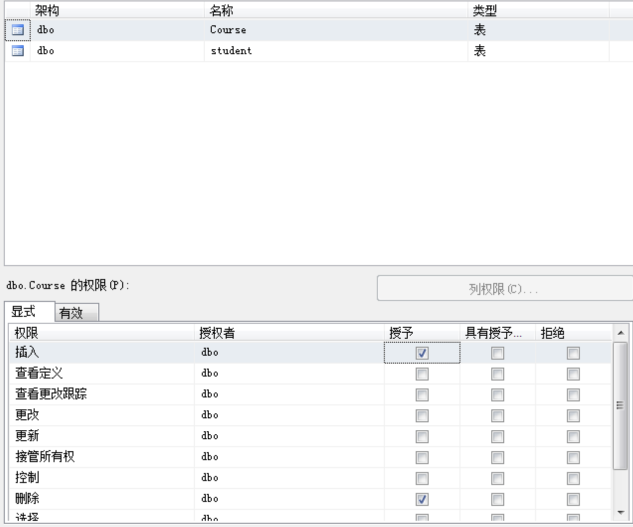 架构 名称 类型
dbo Course 表
dbo student 表
dbo.Course 的权限(P):
列权限(C)...
显式 有效
权限 授权者 授予 具有授予... 拒绝
插入 dbo
查看定义 dbo
查看更改跟踪 dbo
更改 dbo
更新 dbo
接管所有权 dbo
控制 dbo
删除 dbo
选择 dbo